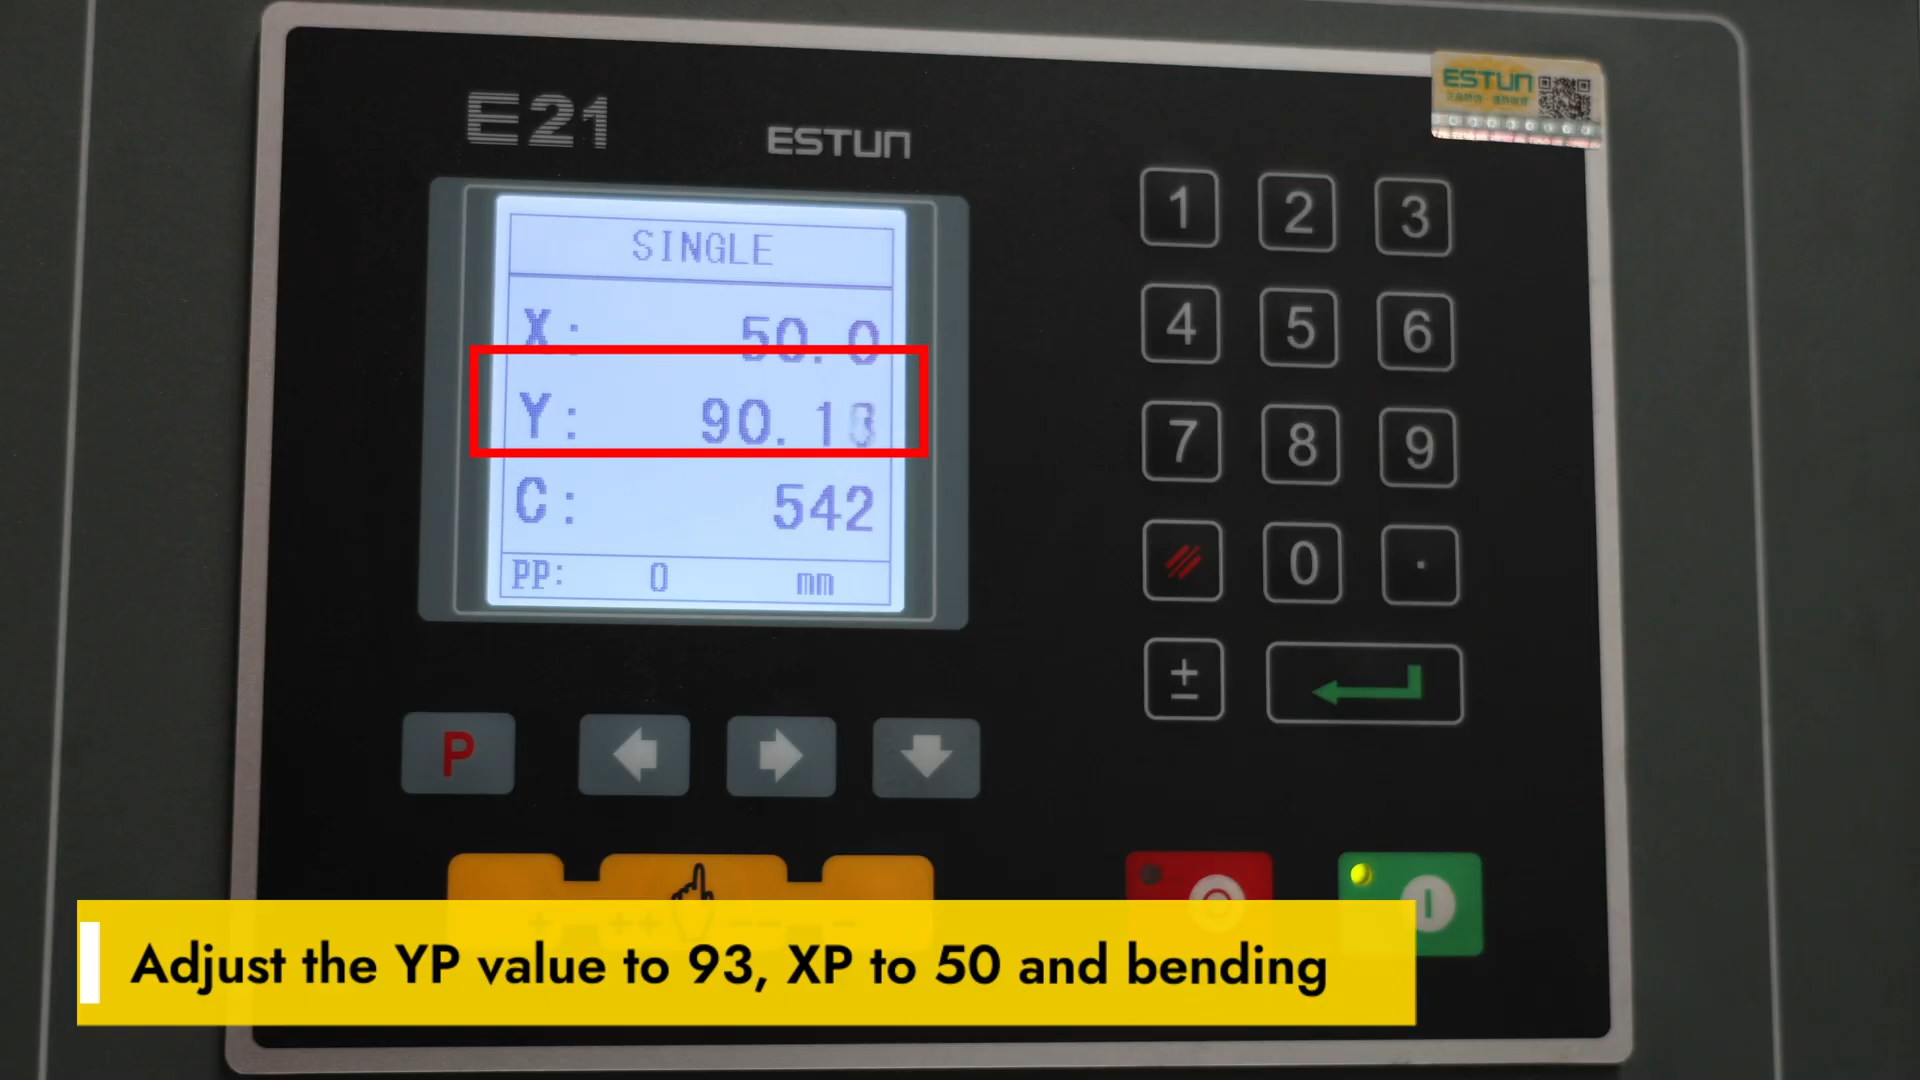 E21
ESTUN
ESTUN
SINGLE
X: 50.0
Y:
C: 542
PP: 0 mm
1 2 3
4 5 6
7 8 9
0 .
±
P
+ ++ -- -
Adjust the YP value to 93, XP to 50 and bending